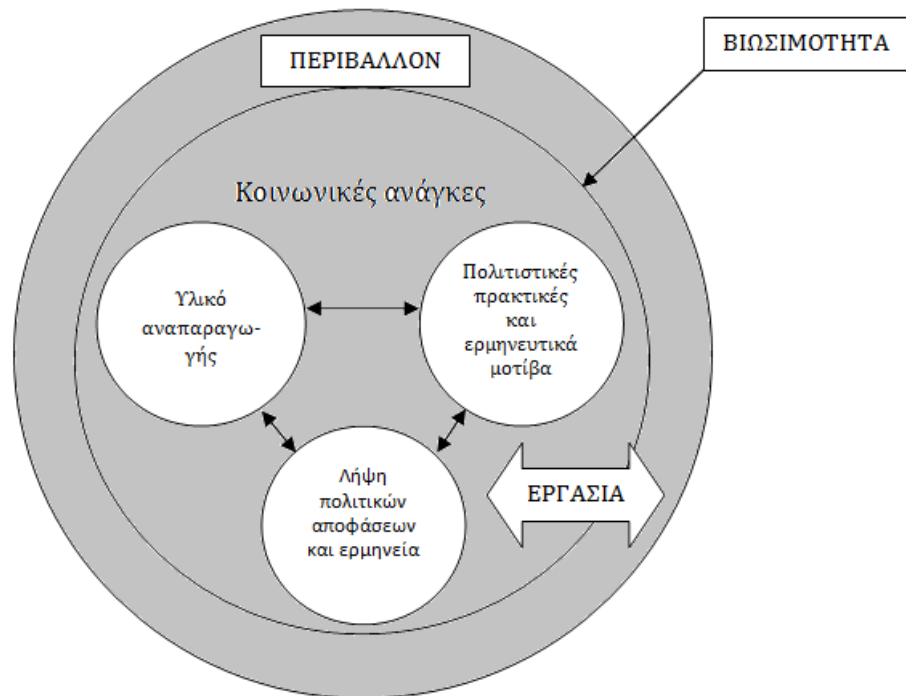 ΒΙΩΣΙΜΟΤΗΤΑ
ΠΕΡΙΒΑΛΛΟΝ
Κοινωνικές ανάγκες
Υλικό
αναπαραγω-
γής
Πολιτιστικές
πρακτικές
και
ερμηνευτικά
μοτίβα
Λήψη
πολιτικών
αποφάσεων
και ερμηνεία
ΕΡΓΑΣΙΑ